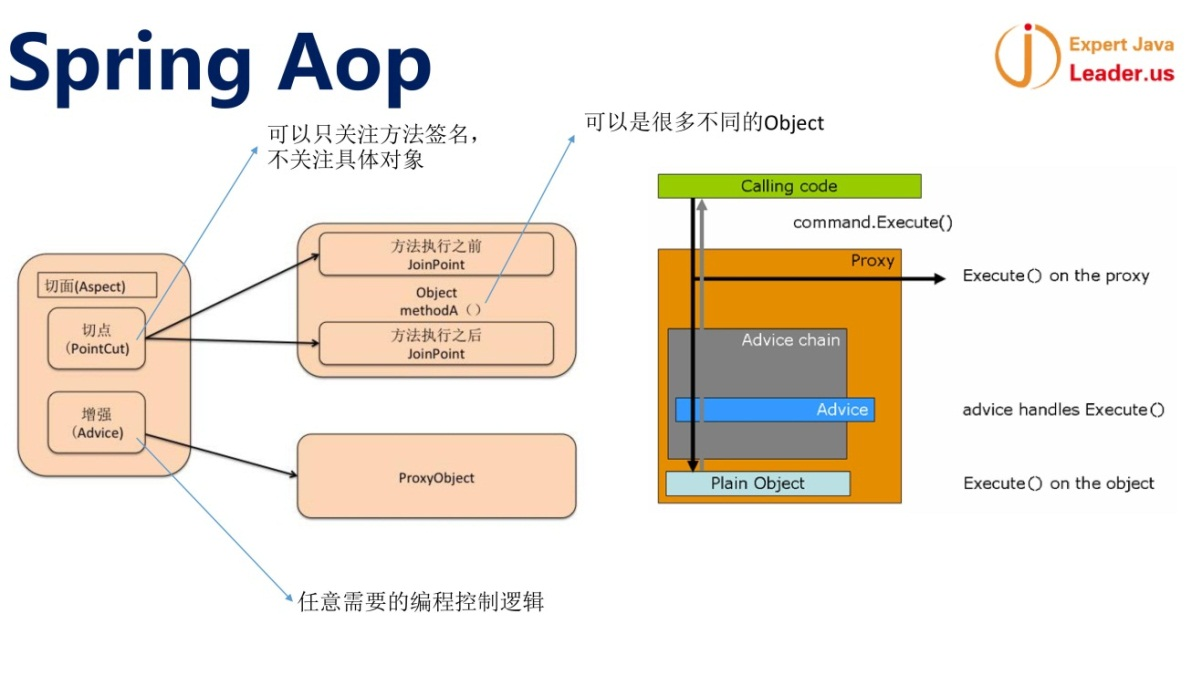 Spring Aop
Expert Java
Leader.us
可以只关注方法签名，
不关注具体对象
可以是很多不同的Object
切面(Aspect)
切点
（PointCut)
增强
（Advice)
方法执行之前
JoinPoint
Object
methodA（）
方法执行之后
JoinPoint
ProxyObject
任意需要的编程控制逻辑
Calling code
command.Execute()
Proxy
Execute() on the proxy
Advice chain
Advice
advice handles Execute()
Plain Object
Execute() on the object